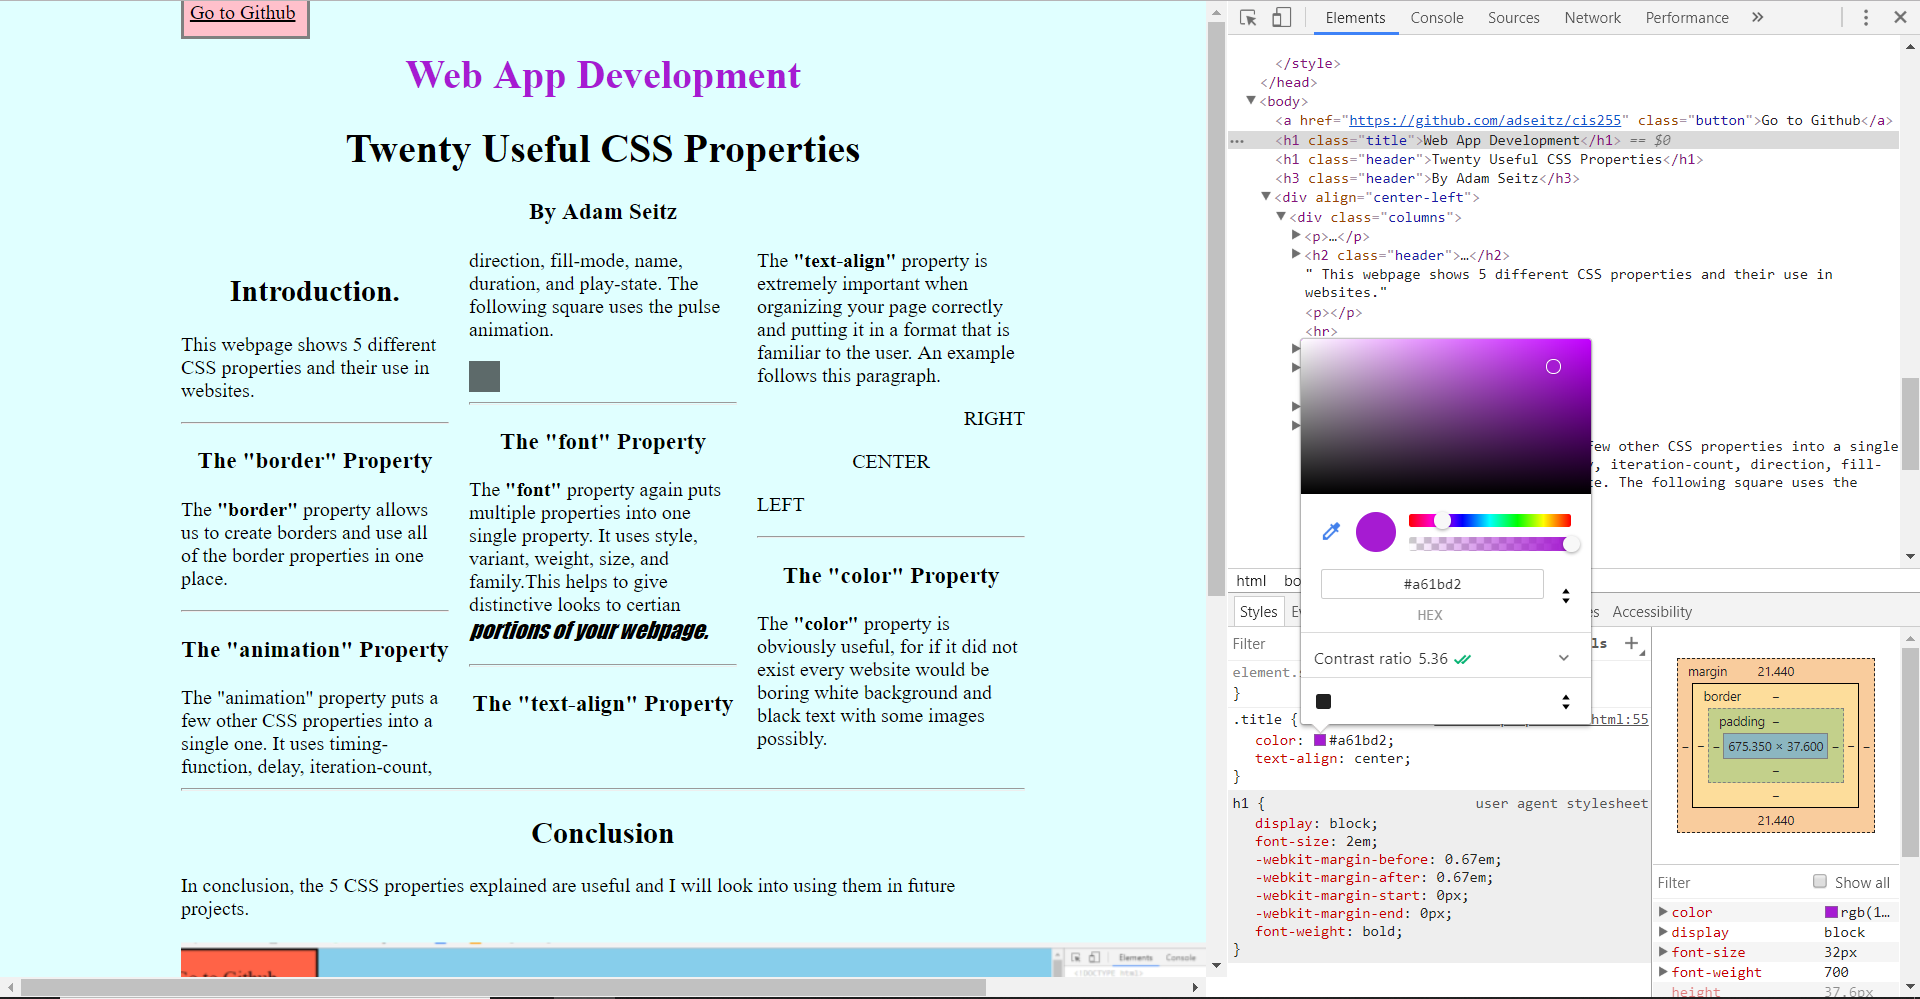 Go to Github
Web App Development
Twenty Useful CSS Properties
By Adam Seitz
Introduction.
This webpage shows 5 different
CSS properties and their use in
websites.
The "border" Property
The "border" property allows
us to create borders and use all
of the border properties in one
place.
The "animation" Property
The "animation" property puts a
few other CSS properties into a
single one. It uses timing-
function, delay, iteration-count,
direction, fill-mode, name,
duration, and play-state. The
following square uses the pulse
animation.
The "font" Property
The "font" property again puts
multiple properties into one
single property. It uses style,
variant, weight, size, and
family.This helps to give
distinctive looks to certian
portions of your webpage.
The "text-align" Property
The "text-align" property is
extremely important when
organizing your page correctly
and putting it in a format that is
familiar to the user. An example
follows this paragraph.
RIGHT
CENTER
LEFT
The "color" Property
The "color" property is
obviously useful, for if it did not
exist every website would be
boring white background and
black text with some images
possibly.
Conclusion
In conclusion, the 5 CSS properties explained are useful and I will look into using them in future
projects.
Go to Github
Elements Console
<!DOCTYPE html>
Elements Console Sources Network Performance »
</style>
</head>
<body>
<a href="https://github.com/adseitz/cis255" class="button">Go to Github</a>
<h1 class="title">Web App Development</h1> == $0
<h1 class="header">Twenty Useful CSS Properties</h1>
<h3 class="header">By Adam Seitz</h3>
<div align="center-left">
<div class="columns">
<p>…</p>
<h2 class="header">…</h2>
" This webpage shows 5 different CSS properties and their use in
websites."
<p></p>
<hr>
few other CSS properties into a single
, iteration-count, direction, fill-
te. The following square uses the
#a61bd2
HEX
Contrast ratio 5.36
html bo
Styles Ev es Accessibility
Filter ls +
element.s
}
.title { html:55
color: #a61bd2;
text-align: center;
}
h1 { user agent stylesheet
display: block;
font-size: 2em;
-webkit-margin-before: 0.67em;
-webkit-margin-after: 0.67em;
-webkit-margin-start: 0px;
-webkit-margin-end: 0px;
font-weight: bold;
}
margin 21.440
border –
padding –
– – – 675.350 × 37.600 – – –
–
–
21.440
Filter Show all
color rgb(1…
display block
font-size 32px
font-weight 700
height 37.6px